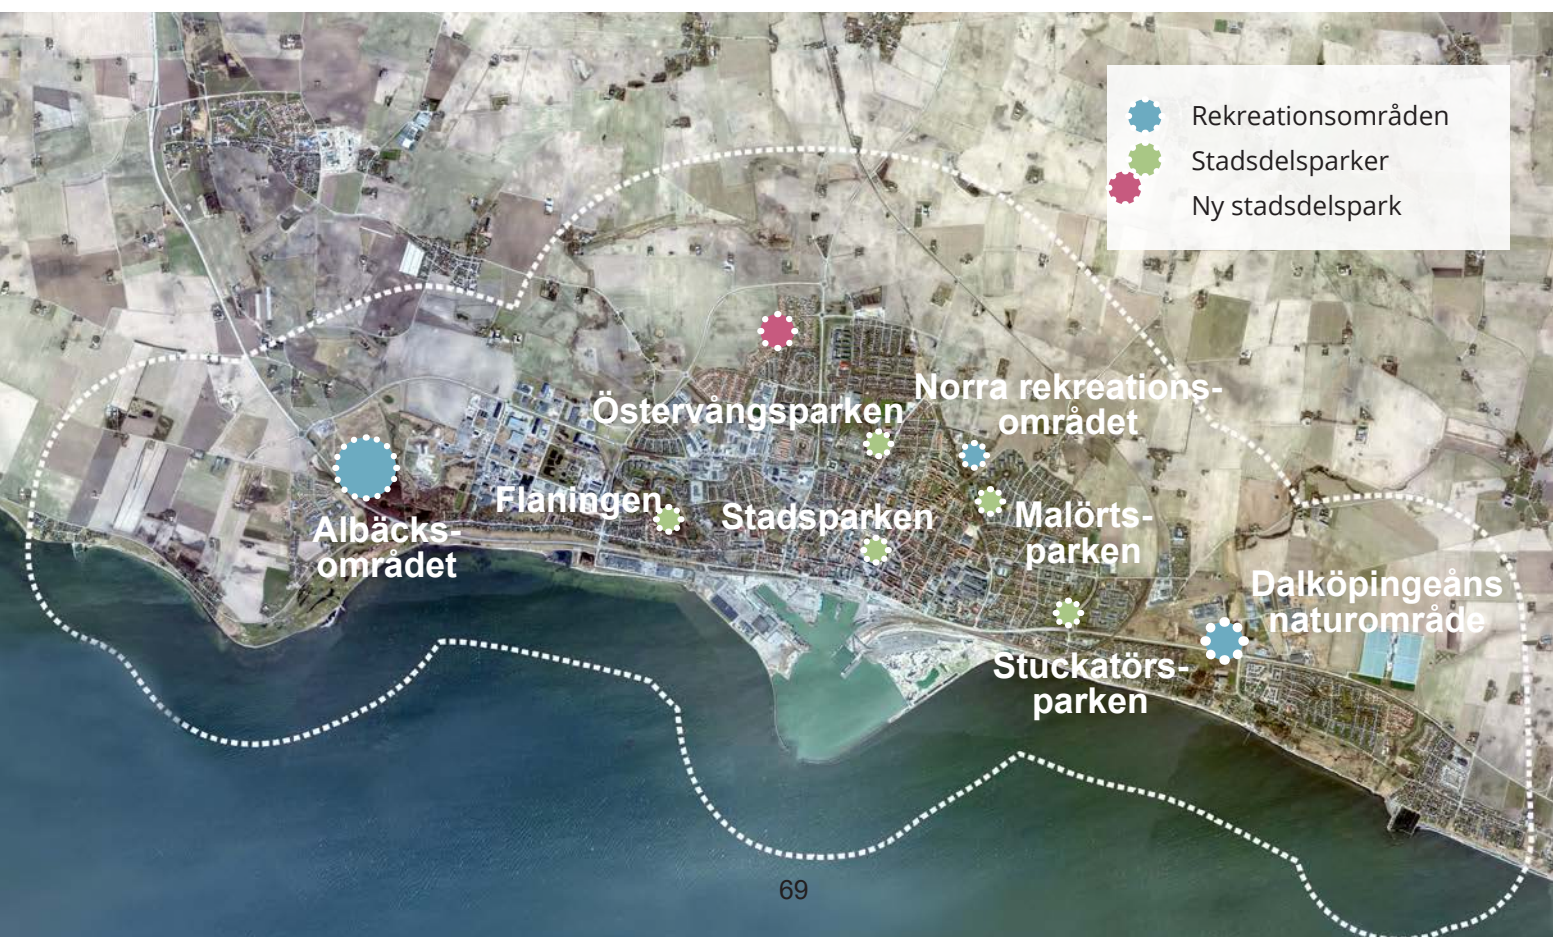 Rekreationsområden
Stadsdelsparker
Ny stadsdelspark
Norra rekreations-
området
Östervångsparken
Flaningen
Stadsparken
Malörts-
parken
Albäcks-
området
Dalköpingeåns
naturområde
Stuckatörs-
parken
69